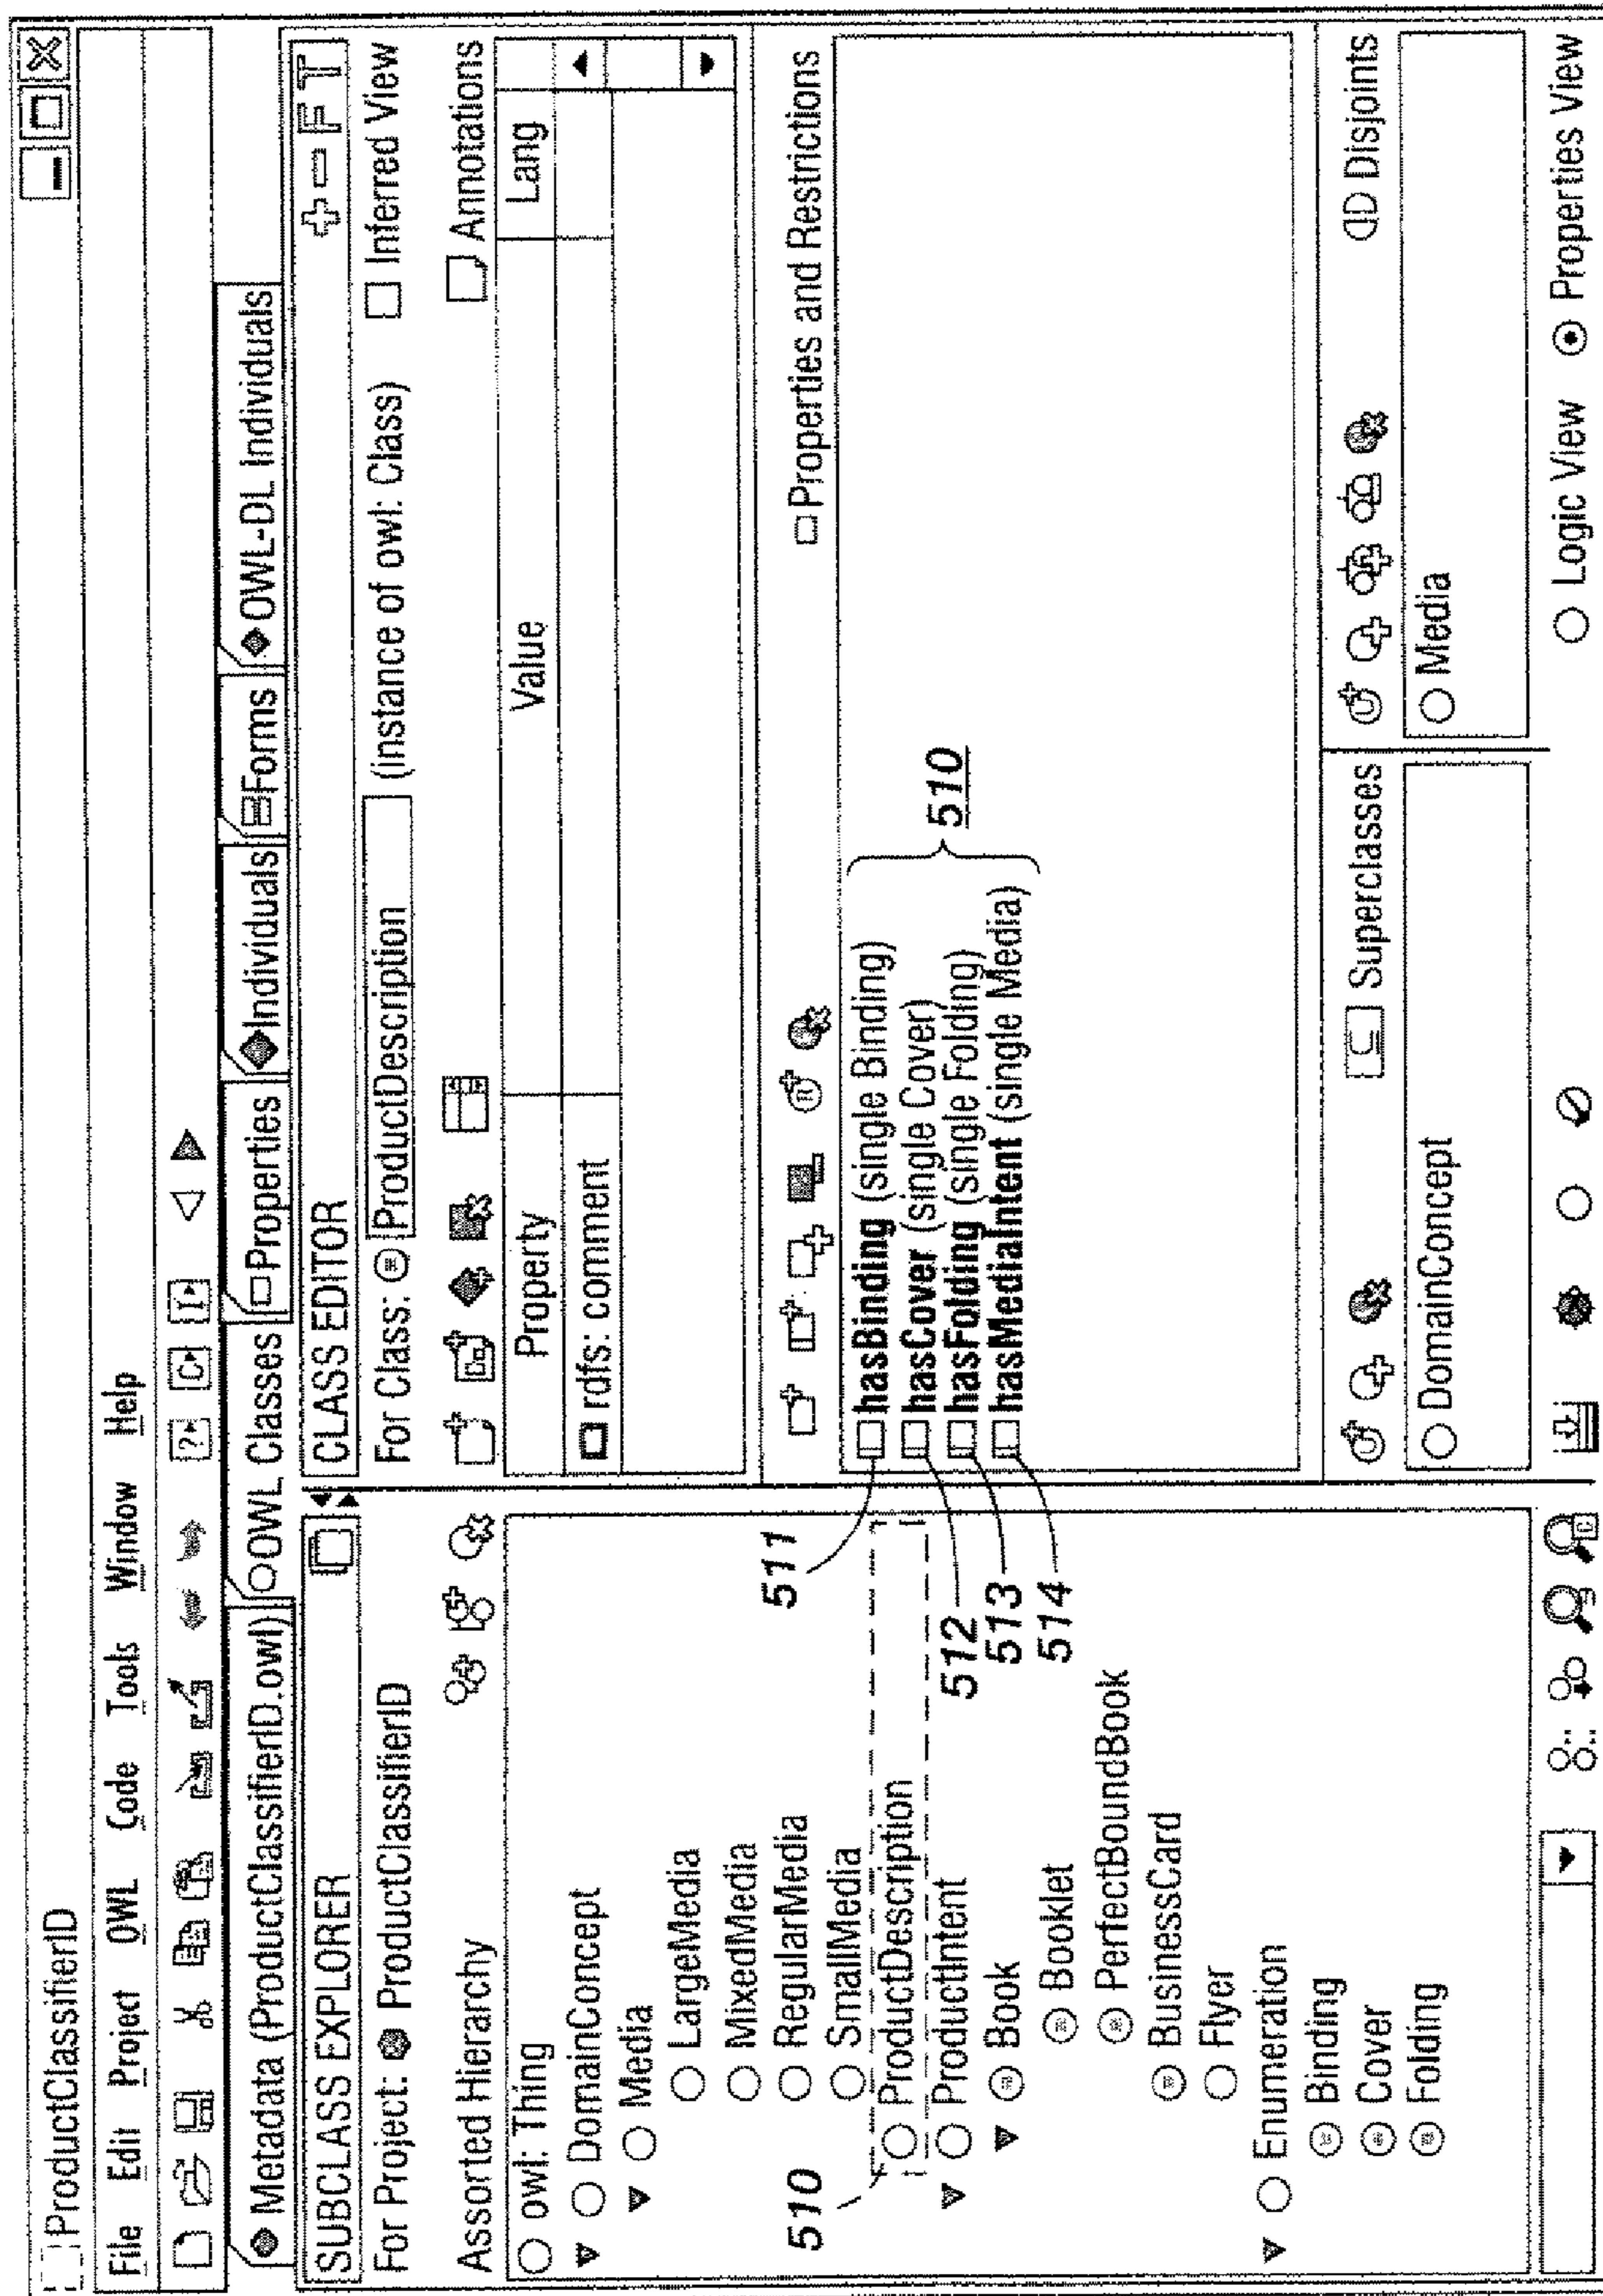 ProductClassifierID
File Edit Project OWL Code Tools Window Help
Metadata (ProductClassifierID.owl) OWL Classes Properties Individuals Forms OWL-DL Individuals
SUBCLASS EXPLORER
For Project: ProductClassifierID
Assorted Hierarchy
owl: Thing
DomainConcept
Media
LargeMedia
MixedMedia
RegularMedia
SmallMedia
510
ProductDescription
ProductIntent
Book
Booklet
PerfectBoundBook
BusinessCard
Flyer
Enumeration
Binding
Cover
Folding
511
512
513
514
CLASS EDITOR
+ - F T
For Class: ProductDescription (instance of owl: Class) Inferred View
Annotations
Property Value Lang
rdfs: comment
Properties and Restrictions
hasBinding (single Binding)
hasCover (single Cover)
hasFolding (single Folding)
hasMediaIntent (single Media)
510
Superclasses
DomainConcept
Disjoints
Media
Logic View Properties View